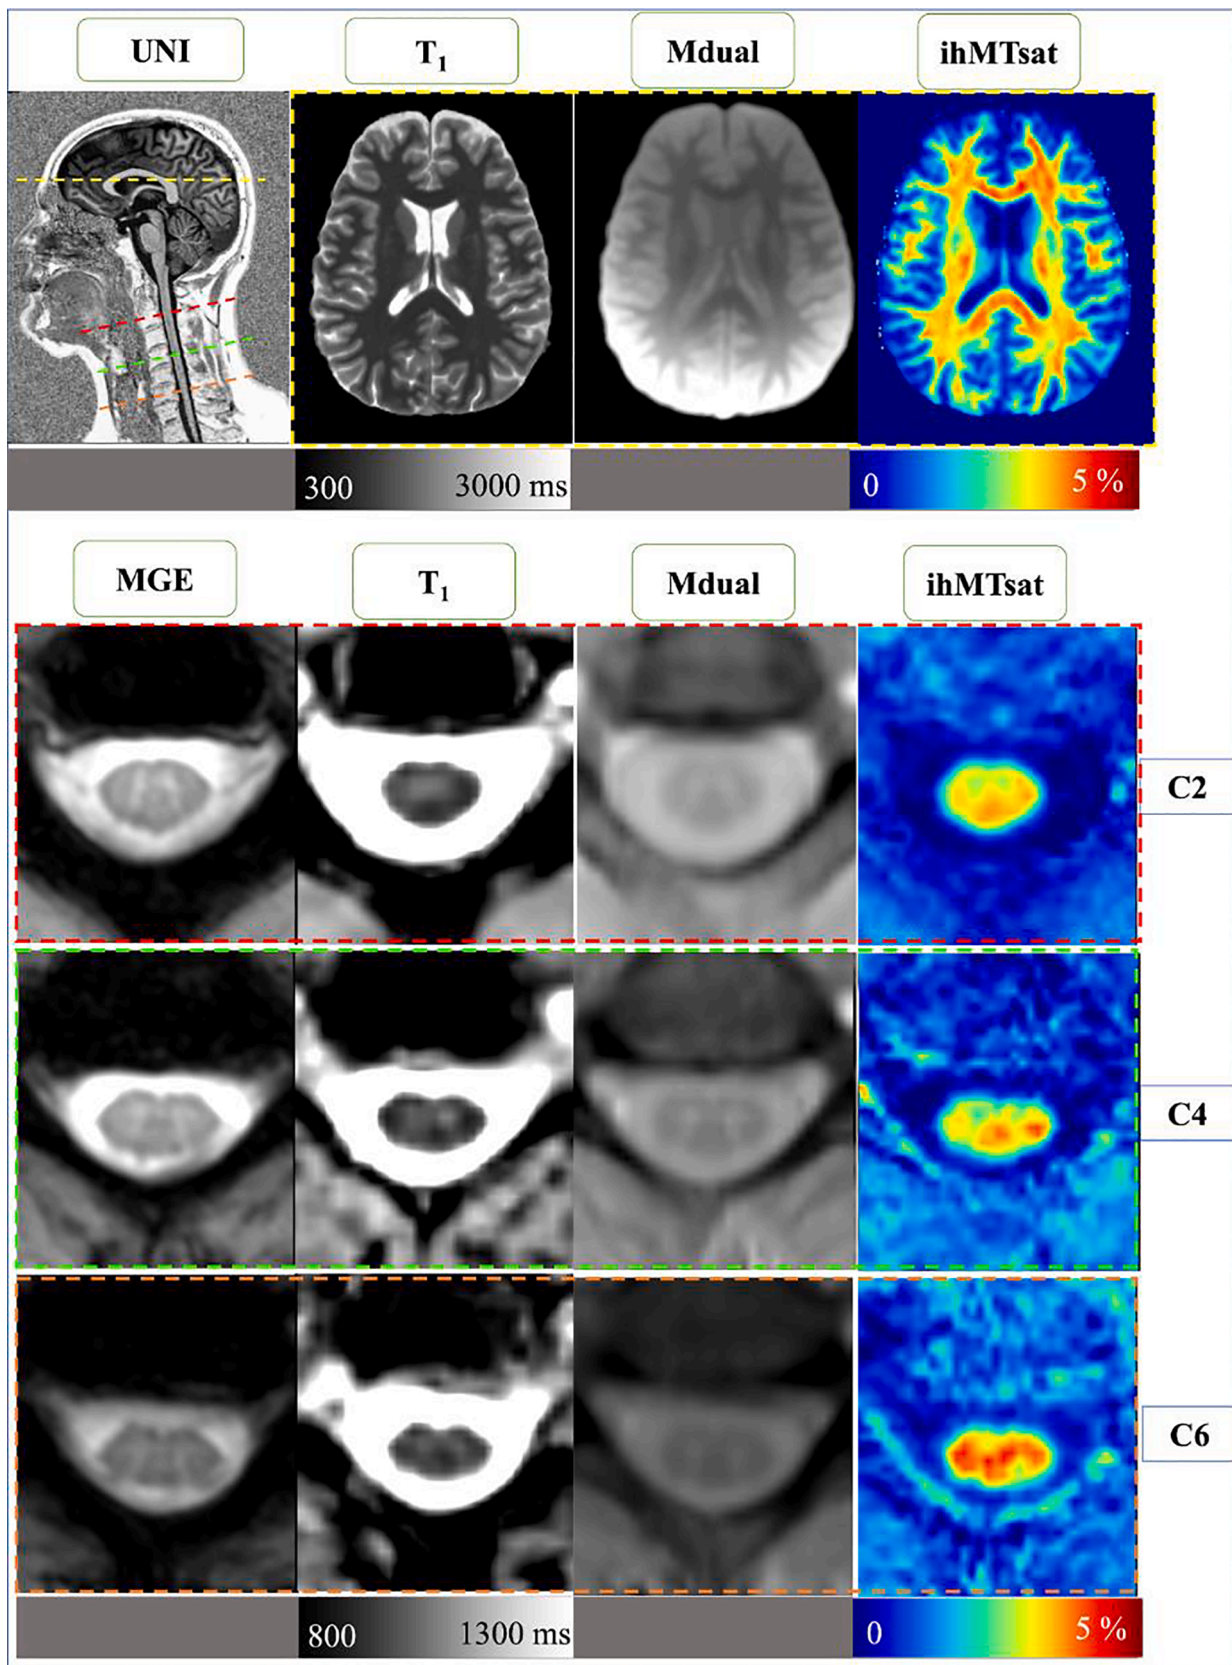 UNI T₁ Mdual ihMTsat
300 3000 ms 0 5 %
MGE T₁ Mdual ihMTsat
C2
C4
C6
800 1300 ms 0 5 %